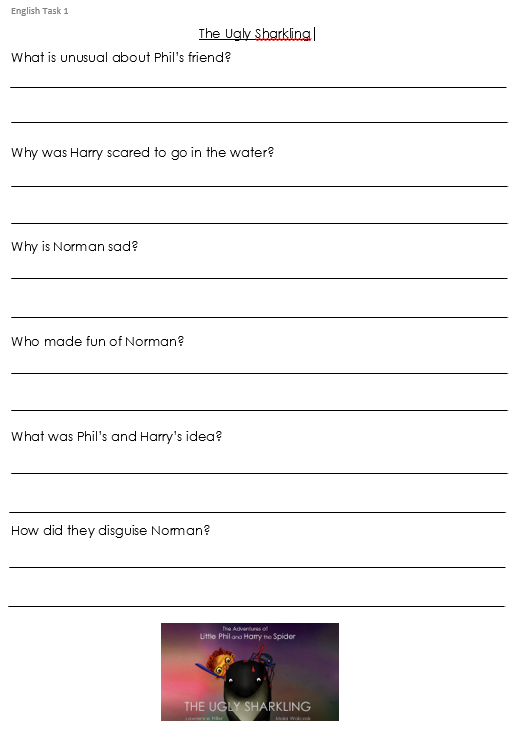 English Task 1
The Ugly Sharkling
What is unusual about Phil's friend?
Why was Harry scared to go in the water?
Why is Norman sad?
Who made fun of Norman?
What was Phil's and Harry's idea?
How did they disguise Norman?
The Adventures of
Little Phil and Harry the Spider
THE UGLY SHARKLING